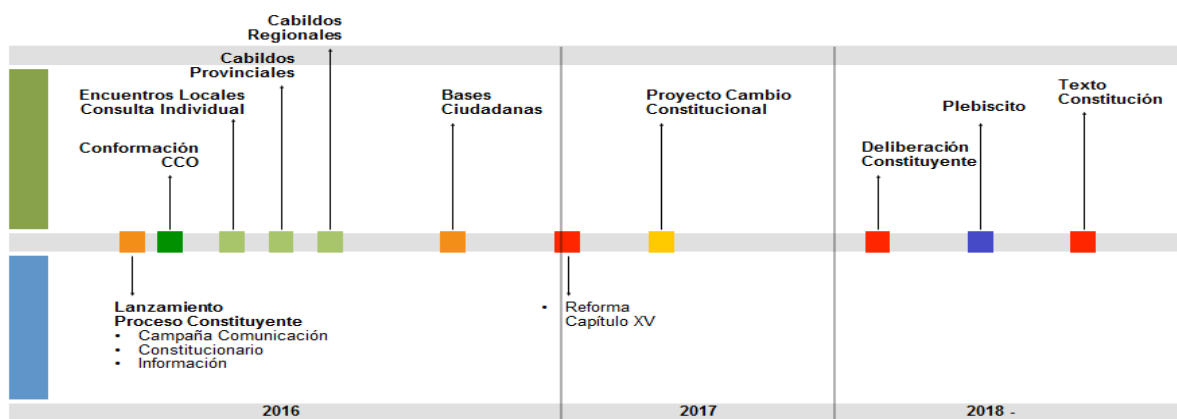 Cabildos
Regionales
Cabildos
Provinciales
Encuentros Locales
Consulta Individual
Conformación
CCO
Bases
Ciudadanas
Proyecto Cambio
Constitucional
Deliberación
Constituyente
Plebiscito
Texto
Constitución
Lanzamiento
Proceso Constituyente
• Campaña Comunicación
• Constitucionario
• Información
• Reforma
Capítulo XV
2016
2017
2018 -